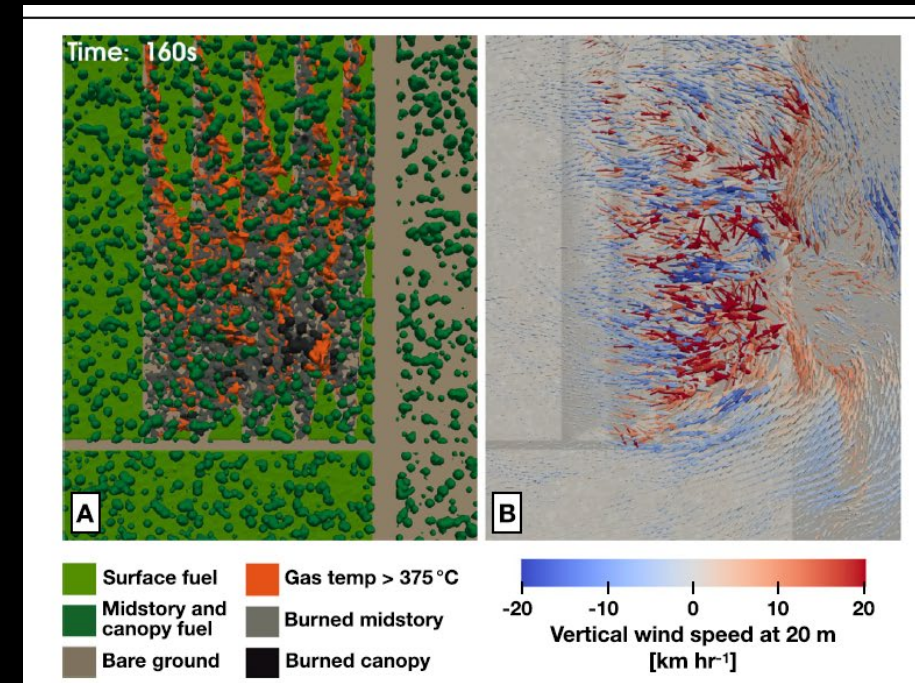 Time: 160s
A
B
Surface fuel
Gas temp > 375 °C
Midstory and
canopy fuel
Burned midstory
Bare ground
Burned canopy
-20 -10 0 10 20
Vertical wind speed at 20 m
[km hr⁻¹]